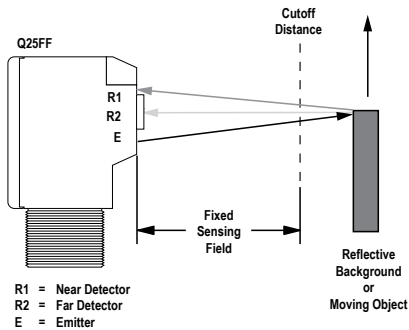 Cutoff
Distance
Q25FF
R1
R2
E
Fixed
Sensing
Field
Reflective
Background
or
Moving Object
R1 = Near Detector
R2 = Far Detector
E = Emitter